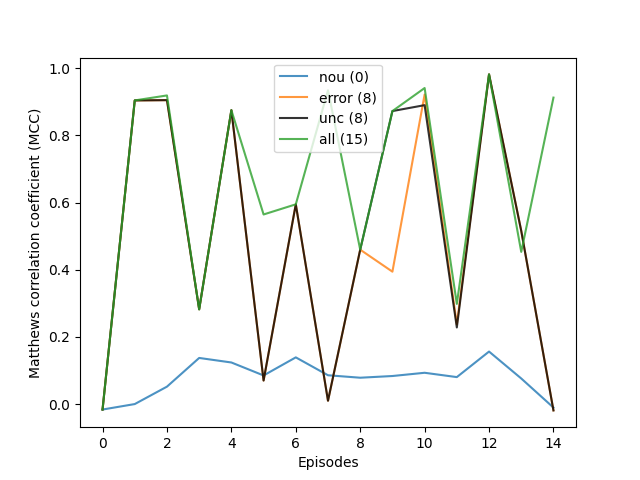 1.0
0.8
0.6
0.4
0.2
0.0
Matthews correlation coefficient (MCC)
nou (0)
error (8)
unc (8)
all (15)
0 2 4 6 8 10 12 14
Episodes